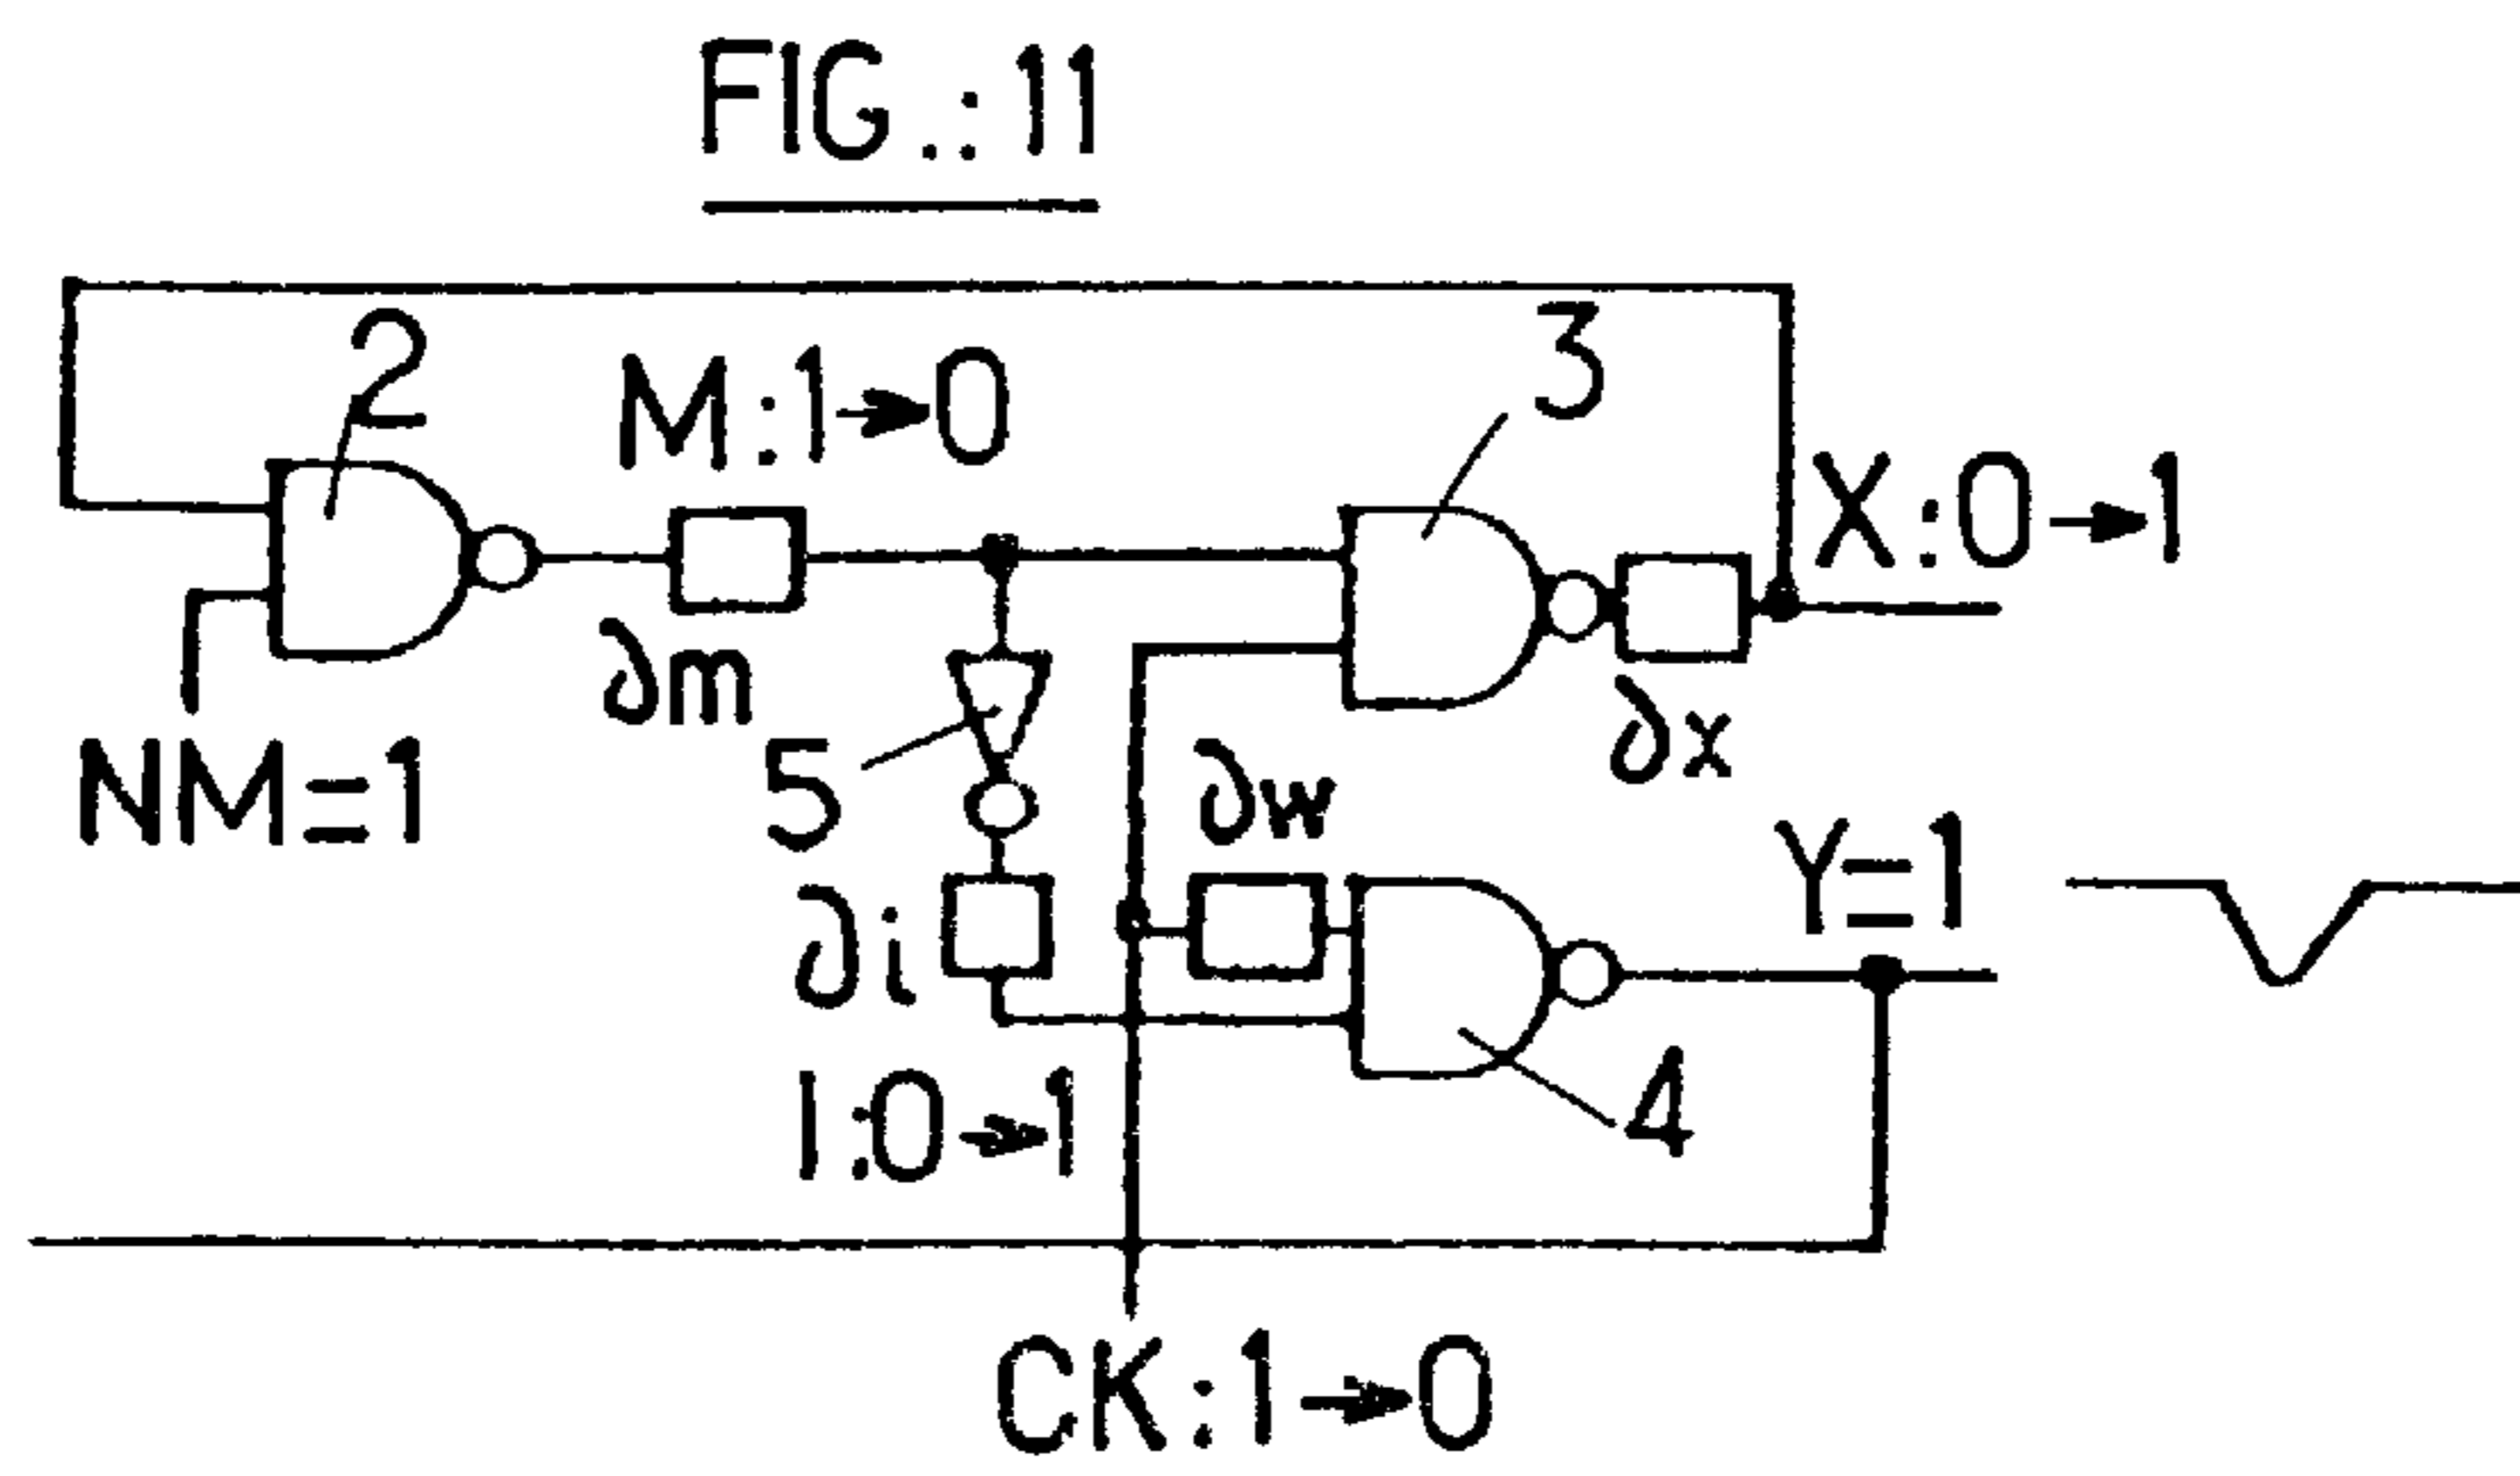 FIG.: 11
2
M:1→0
3
X:0→1
∂m
NM=1
5
∂w
∂x
Y=1
∂i
I:0→1
4
CK:1→0